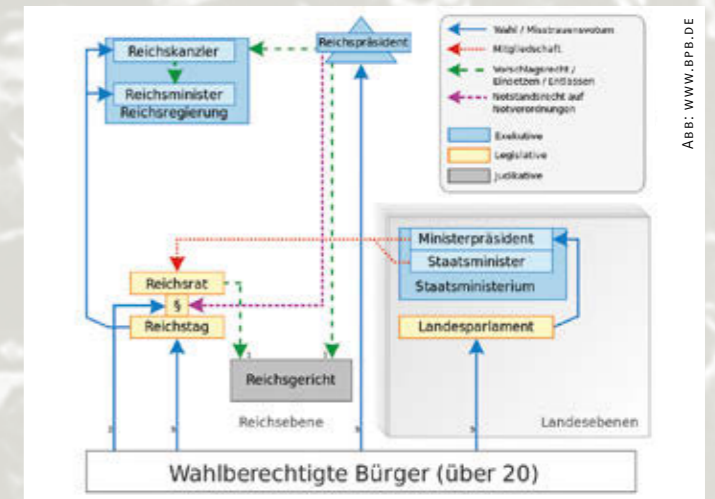 Reichskanzler
Reichsminister
Reichsregierung
Reichspräsident
Wahl / Misstrauensvotum
Mitgliedschaft
Vorschlagsrecht /
Einsetzen / Entlassen
Notstandsrecht auf
Notverordnungen
Exekutive
Legislative
Judikative
ABB: WWW.BPB.DE
Ministerpräsident
Staatsminister
Staatsministerium
Reichsrat
§
Reichstag
Landesparlament
Reichsgericht
Reichsebene
Landesebenen
Wahlberechtigte Bürger (über 20)